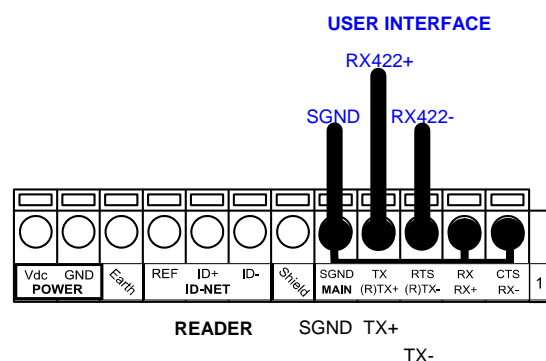 USER INTERFACE
RX422+
SGND RX422-
Vdc GND Earth REF ID+ ID- Shield SGND TX RTS RX CTS 1
POWER ID-NET MAIN (R)TX+ (R)TX- RX+ RX-
READER SGND TX+
TX-